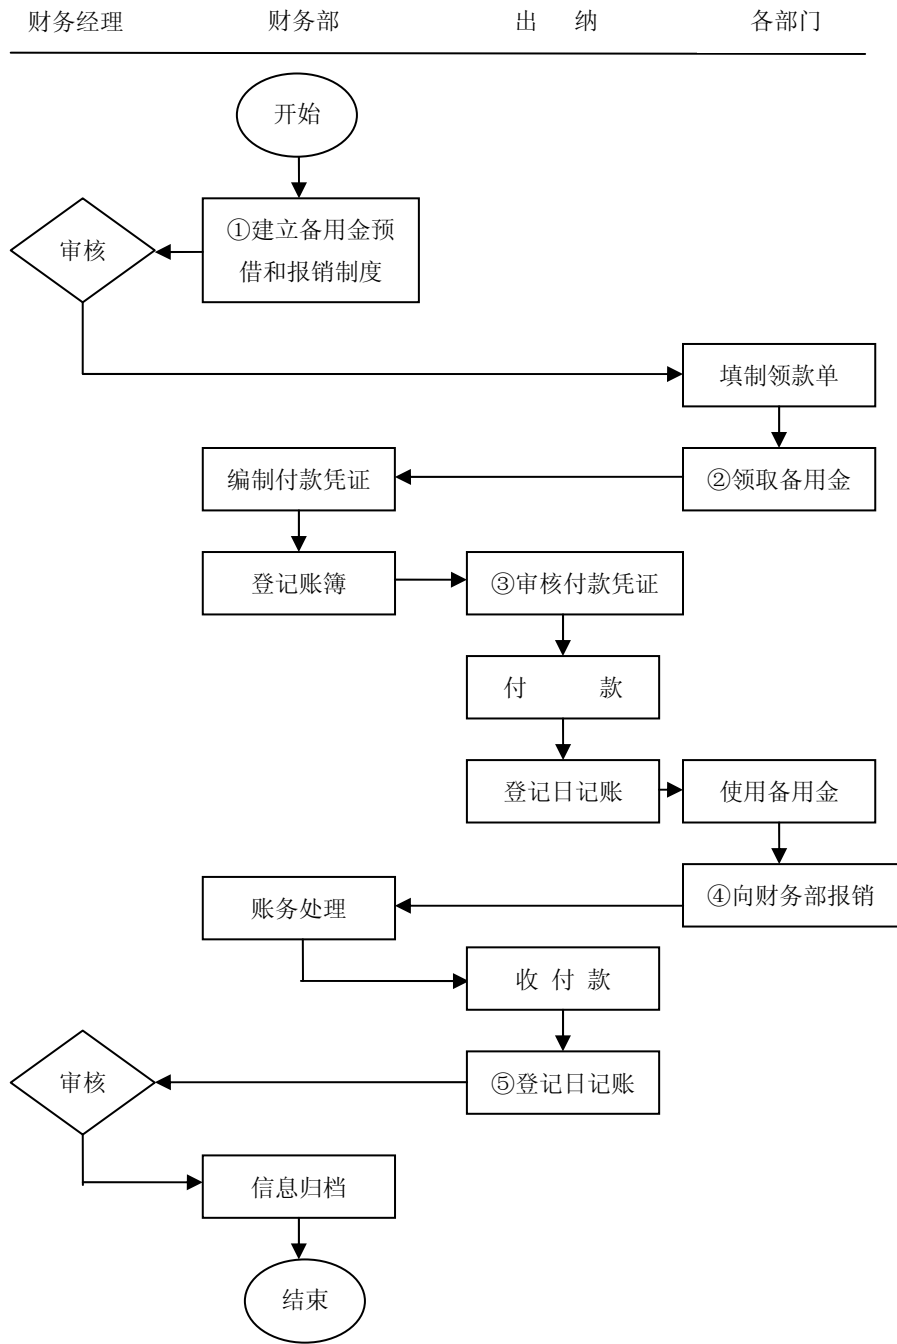 财务经理 财务部 出 纳 各部门
开始
①建立备用金预
借和报销制度
审核
填制领款单
编制付款凭证 ②领取备用金
登记账簿 ③审核付款凭证
付 款
登记日记账 使用备用金
账务处理 ④向财务部报销
收 付 款
审核 ⑤登记日记账
信息归档
结束